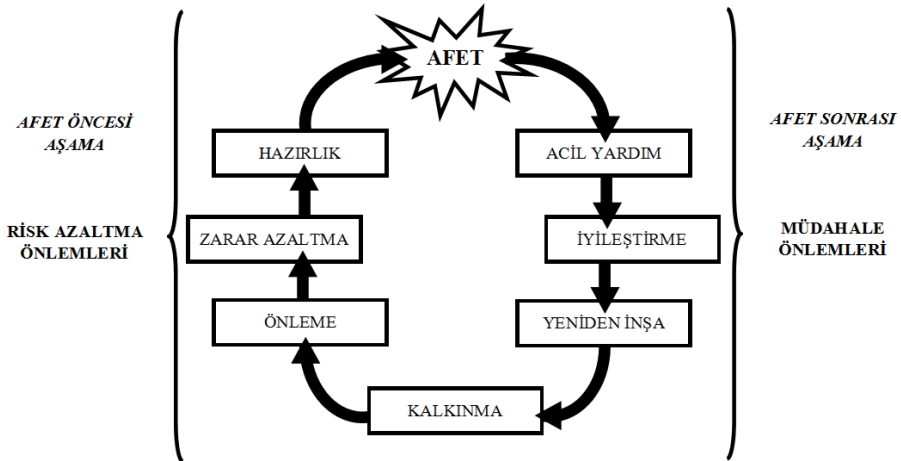 AFET
AFET ÖNCESİ
AŞAMA
AFET SONRASI
AŞAMA
HAZIRLIK
ACİL YARDIM
RİSK AZALTMA
ÖNLEMLERİ
ZARAR AZALTMA
İYİLEŞTİRME
MÜDAHALE
ÖNLEMLERİ
ÖNLEME
YENİDEN İNŞA
KALKINMA